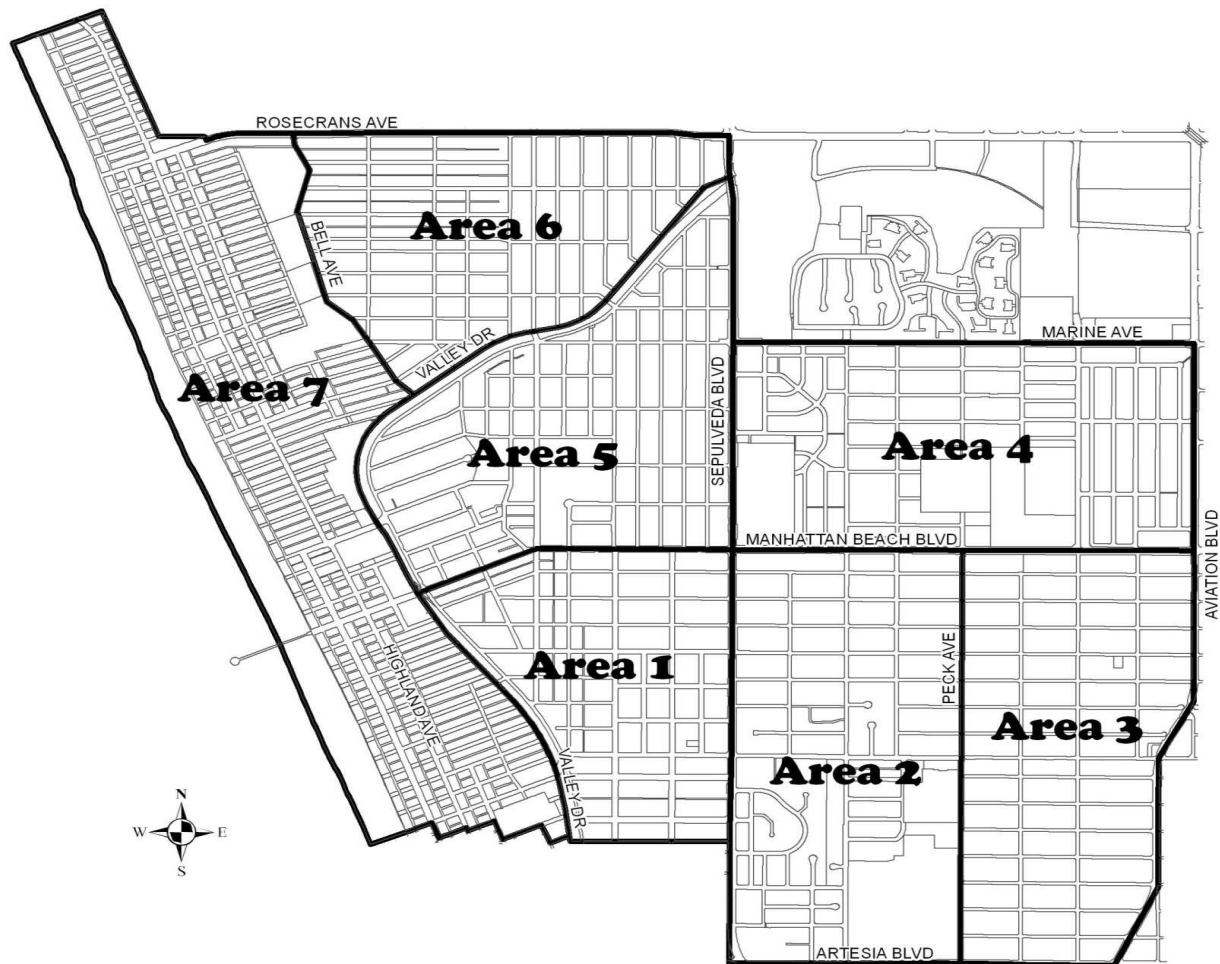 ROSECRANS AVE
Area 6
BELL AVE
MARINE AVE
VALLEY DR
Area 7
SEPULVEDA BLVD
Area 5
Area 4
MANHATTAN BEACH BLVD
AVIATION BLVD
HIGHLAND AVE
Area 1
PECK AVE
Area 3
VALLEY DR
Area 2
N
W E
S
ARTESIA BLVD